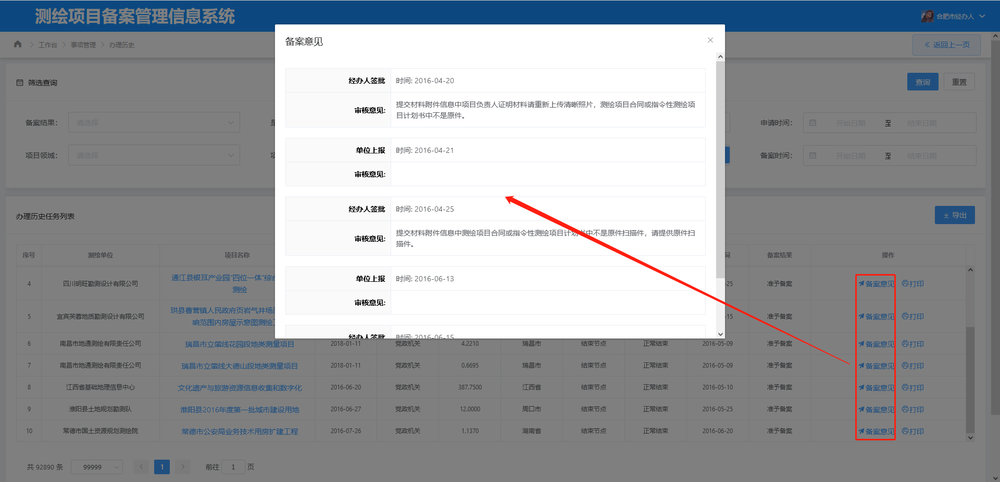 测绘项目备案管理信息系统
合肥市经办人
工作台 事项管理 办理历史
返回上一页
备案意见
经办人签批 时间: 2016-04-20
审核意见: 提交材料附件信息中项目负责人证明材料请重新上传清晰照片，测绘项目合同或指令性测绘项
目计划书中不是原件。
单位上报 时间: 2016-04-21
审核意见:
经办人签批 时间: 2016-04-25
审核意见: 提交材料附件信息中测绘项目合同或指令性测绘项目计划书中不是原件扫描件，请提供原件扫
描件。
单位上报 时间: 2016-06-13
审核意见:
经办人签批 时间: 2016-06-15
筛选查询
查询 重置
备案结果： 请选择
申请时间： 开始日期 至 结束日期
项目领域： 请选择
备案时间： 开始日期 至 结束日期
办理历史任务列表
导出
序号 测绘单位 项目名称 备案结果 操作
4 四川明旺勘测设计有限公司 通江县银耳产业园“四位一体”综
测绘 -25 准予备案 备案意见 打印
5 宜宾芙蓉地质勘测设计有限公司 珙县曹营镇人民政府页岩气井场
响范围内房屋示意图测绘 -15 准予备案 备案意见 打印
6 南昌市地通测绘有限责任公司 瑞昌市立肇线花园段地类测量项目 2018-01-11 党政机关 4.2210 瑞昌市 结束节点 正常结束 2016-05-09 准予备案 备案意见 打印
7 南昌市地通测绘有限责任公司 瑞昌市立肇线大德山段地类测量项目 2018-01-11 党政机关 0.6695 瑞昌市 结束节点 正常结束 2016-05-09 准予备案 备案意见 打印
8 江西省基础地理信息中心 文化遗产与旅游资源信息收集和数字化 2016-06-20 党政机关 387.7500 江西省 结束节点 正常结束 2016-05-10 准予备案 备案意见 打印
9 淮阳县土地规划勘测队 淮阳县2016年度第一批城市建设用地 2016-06-27 党政机关 12.0000 周口市 结束节点 正常结束 2016-05-25 准予备案 备案意见 打印
10 常德市国土资源规划测绘院 常德市公安局业务技术用房扩建工程 2016-07-26 党政机关 1.1370 湖南省 结束节点 正常结束 2016-06-20 准予备案 备案意见 打印
共 92890 条 99999 1 前往 1 页